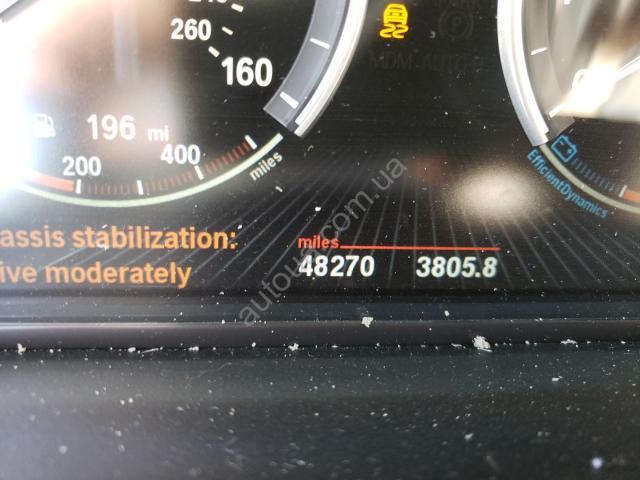 260
160
196 mi
200
400
miles
EfficientDynamics
assis stabilization:
ive moderately
miles
48270 3805.8
autoua.com.ua